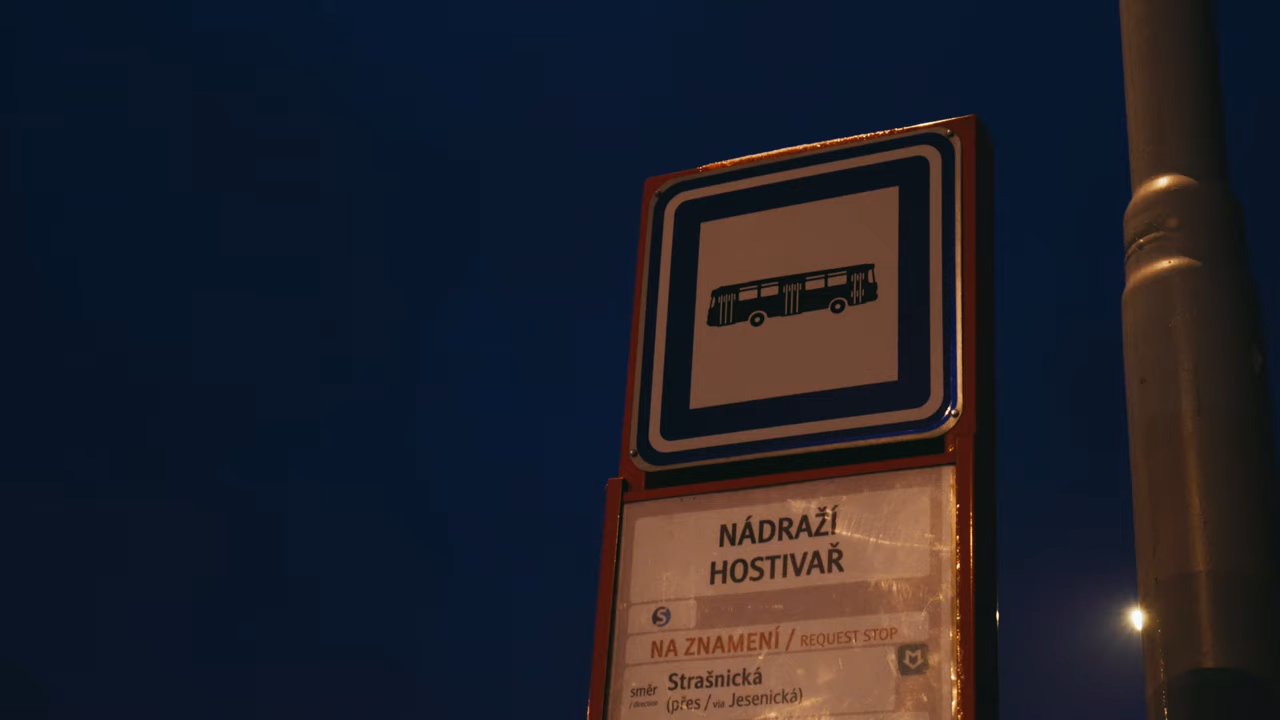 NÁDRAŽÍ
HOSTIVAŘ
S
NA ZNAMENÍ / REQUEST STOP
směr / direction Strašnická
(přes / via Jesenická)